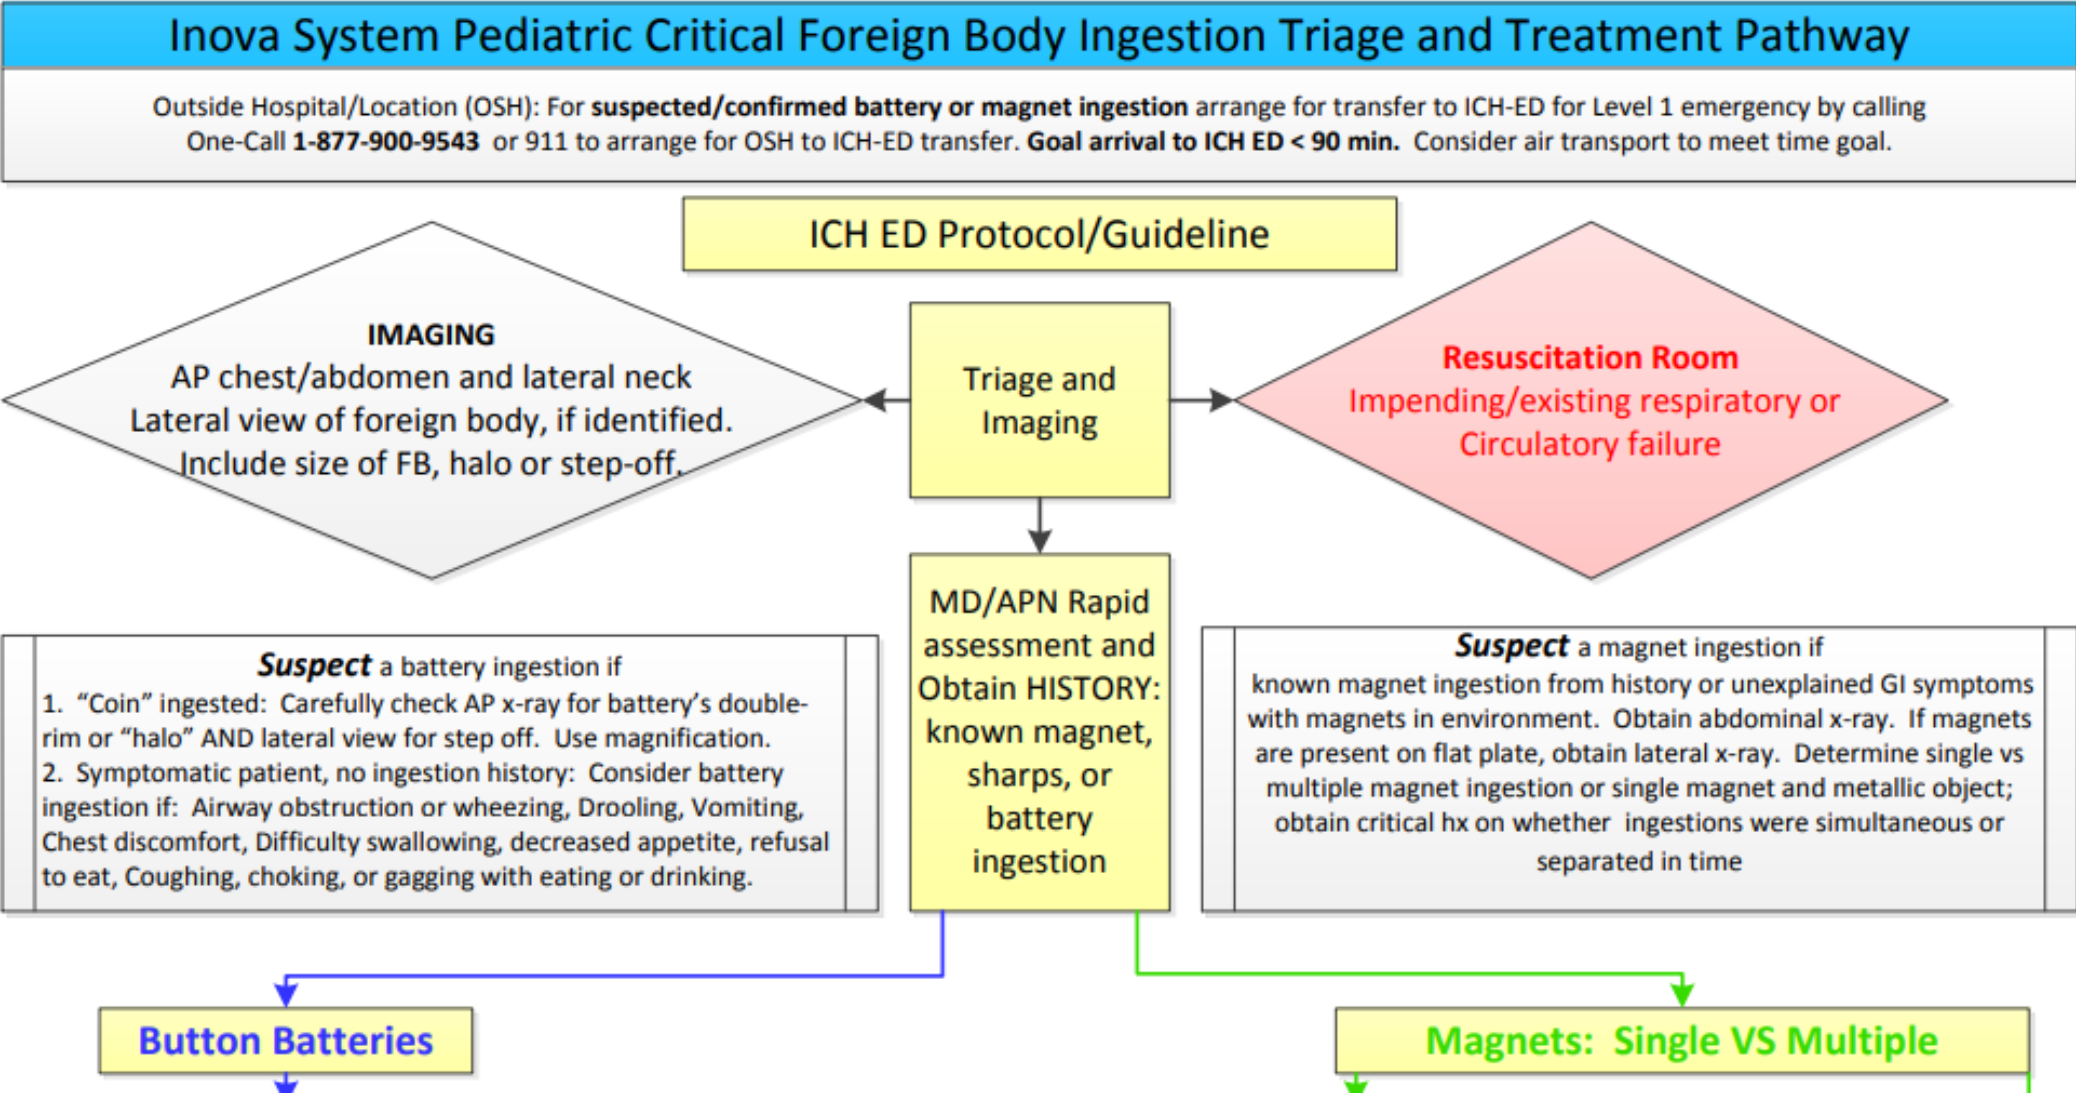 Inova System Pediatric Critical Foreign Body Ingestion Triage and Treatment Pathway
Outside Hospital/Location (OSH): For suspected/confirmed battery or magnet ingestion arrange for transfer to ICH-ED for Level 1 emergency by calling
One-Call 1-877-900-9543 or 911 to arrange for OSH to ICH-ED transfer. Goal arrival to ICH ED < 90 min. Consider air transport to meet time goal.
ICH ED Protocol/Guideline
IMAGING
AP chest/abdomen and lateral neck
Lateral view of foreign body, if identified.
Include size of FB, halo or step-off.
Triage and
Imaging
Resuscitation Room
Impending/existing respiratory or
Circulatory failure
MD/APN Rapid
assessment and
Obtain HISTORY:
known magnet,
sharps, or
battery
ingestion
Suspect a battery ingestion if
1. “Coin” ingested: Carefully check AP x-ray for battery’s double-
rim or “halo” AND lateral view for step off. Use magnification.
2. Symptomatic patient, no ingestion history: Consider battery
ingestion if: Airway obstruction or wheezing, Drooling, Vomiting,
Chest discomfort, Difficulty swallowing, decreased appetite, refusal
to eat, Coughing, choking, or gagging with eating or drinking.
Suspect a magnet ingestion if
known magnet ingestion from history or unexplained GI symptoms
with magnets in environment. Obtain abdominal x-ray. If magnets
are present on flat plate, obtain lateral x-ray. Determine single vs
multiple magnet ingestion or single magnet and metallic object;
obtain critical hx on whether ingestions were simultaneous or
separated in time
Button Batteries
Magnets: Single VS Multiple